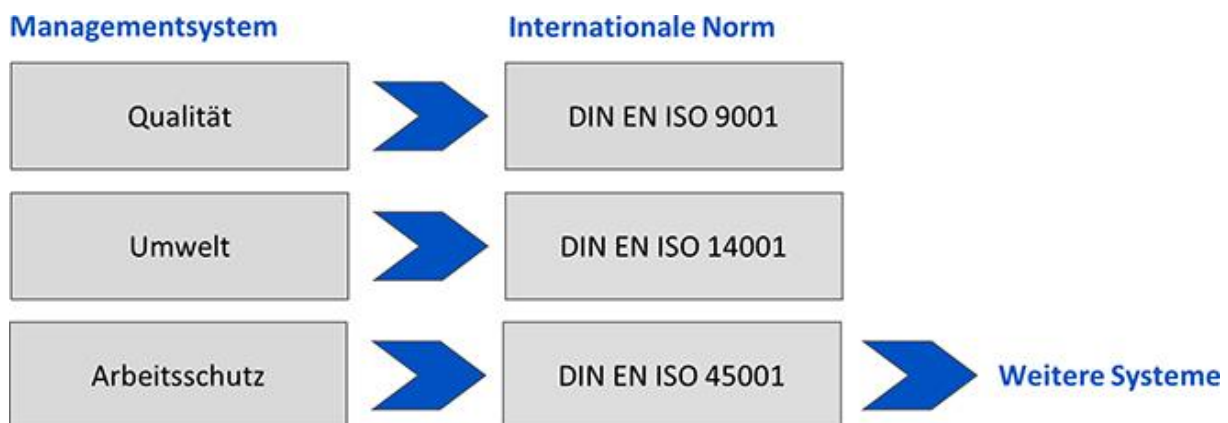 Managementsystem
Internationale Norm
Qualität
DIN EN ISO 9001
Umwelt
DIN EN ISO 14001
Arbeitsschutz
DIN EN ISO 45001
Weitere Systeme